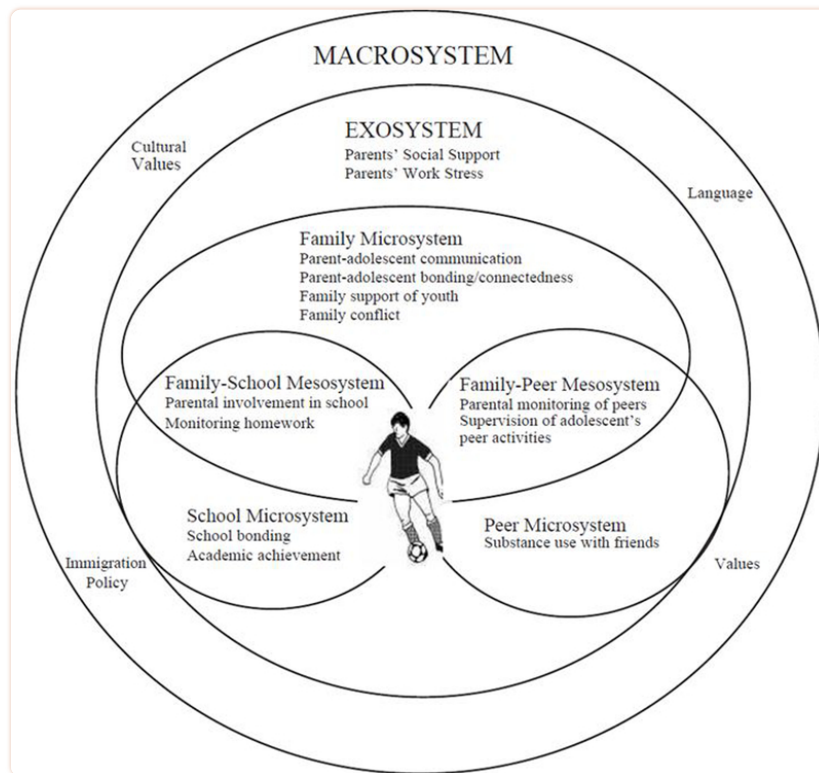 MACROSYSTEM
EXOSYSTEM
Parents' Social Support
Parents' Work Stress
Cultural
Values
Language
Family Microsystem
Parent-adolescent communication
Parent-adolescent bonding/connectedness
Family support of youth
Family conflict
Family-School Mesosystem
Parental involvement in school
Monitoring homework
Family-Peer Mesosystem
Parental monitoring of peers
Supervision of adolescent's
peer activities
School Microsystem
School bonding
Academic achievement
Peer Microsystem
Substance use with friends
Immigration
Policy
Values